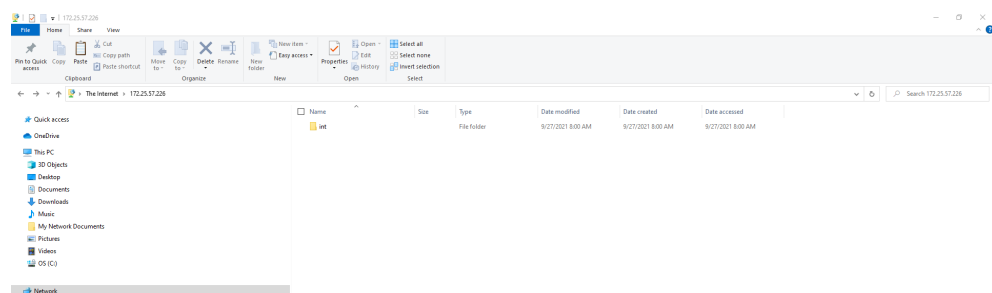 172.25.57.226
File Home Share View
Pin to Quick access
Copy
Paste
Cut
Copy path
Paste shortcut
Clipboard
Move to
Copy to
Delete
Rename
Organize
New folder
New item
Easy access
New
Properties
Open
Edit
History
Open
Select all
Select none
Invert selection
Select
The Internet › 172.25.57.226
Search 172.25.57.226
Name Size Type Date modified Date created Date accessed
int File folder 9/27/2021 8:00 AM 9/27/2021 8:00 AM 9/27/2021 8:00 AM
Quick access
OneDrive
This PC
3D Objects
Desktop
Documents
Downloads
Music
My Network Documents
Pictures
Videos
OS (C:)
Network